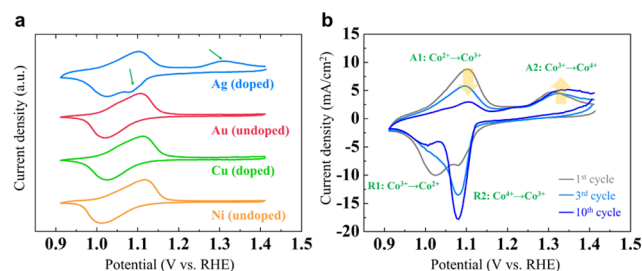 a
Current density (a.u.)
Ag (doped)
Au (undoped)
Cu (doped)
Ni (undoped)
0.9 1.0 1.1 1.2 1.3 1.4 1.5
Potential (V vs. RHE)
b
Current density (mA/cm²)
15
10
5
0
-5
-10
-15
-20
A1: Co²⁺→Co³⁺
A2: Co³⁺→Co⁴⁺
R1: Co³⁺→Co²⁺
R2: Co⁴⁺→Co³⁺
1ˢᵗ cycle
3ʳᵈ cycle
10ᵗʰ cycle
0.9 1.0 1.1 1.2 1.3 1.4 1.5
Potential (V vs. RHE)